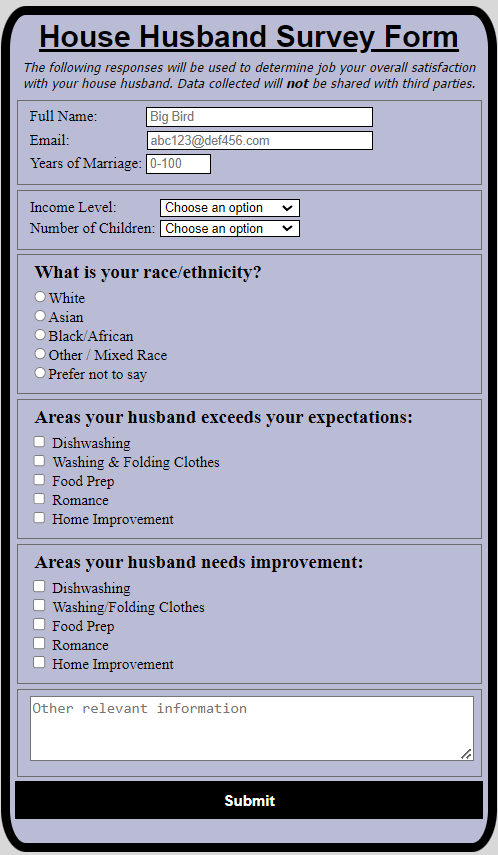 House Husband Survey Form
The following responses will be used to determine job your overall satisfaction
with your house husband. Data collected will not be shared with third parties.
Full Name: Big Bird
Email: abc123@def456.com
Years of Marriage: 0-100
Income Level: Choose an option
Number of Children: Choose an option
What is your race/ethnicity?
White
Asian
Black/African
Other / Mixed Race
Prefer not to say
Areas your husband exceeds your expectations:
Dishwashing
Washing & Folding Clothes
Food Prep
Romance
Home Improvement
Areas your husband needs improvement:
Dishwashing
Washing/Folding Clothes
Food Prep
Romance
Home Improvement
Other relevant information
Submit